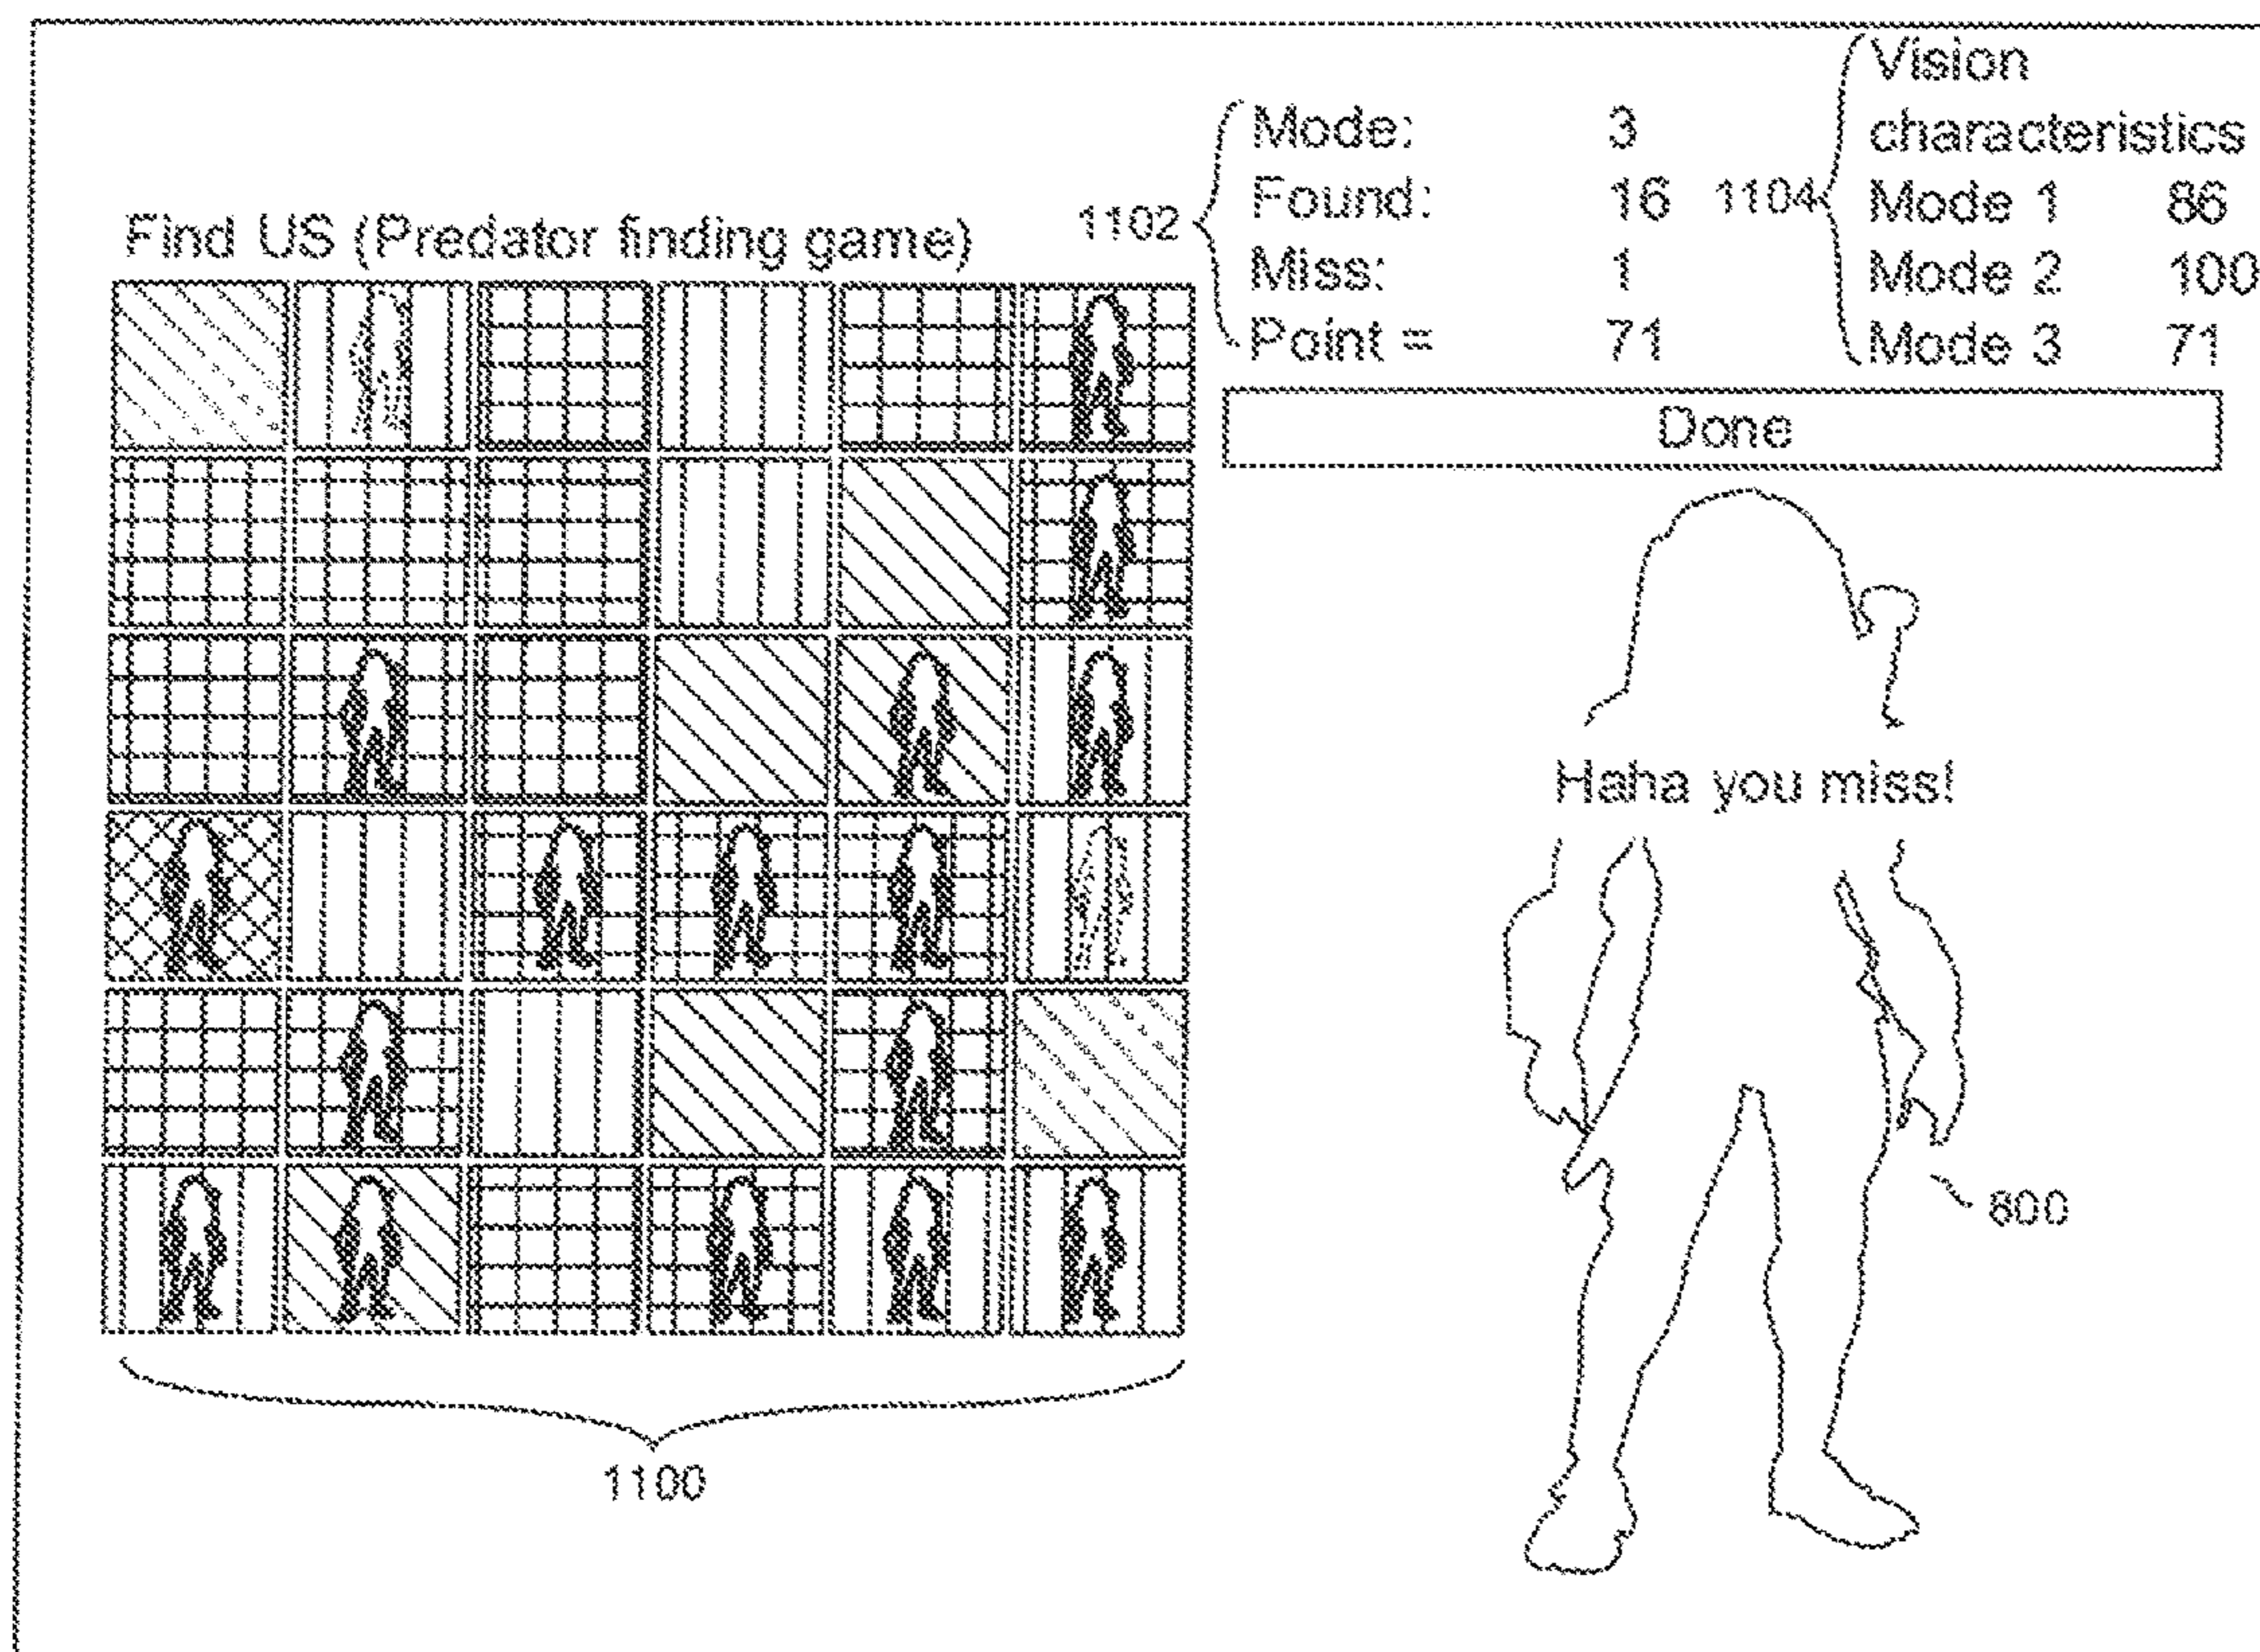 Find US (Predator finding game)
1102
Mode: 3
Found: 16
Miss: 1
Point = 71
1104
Vision
characteristics
Mode 1 86
Mode 2 100
Mode 3 71
Done
Haha you miss!
800
1100